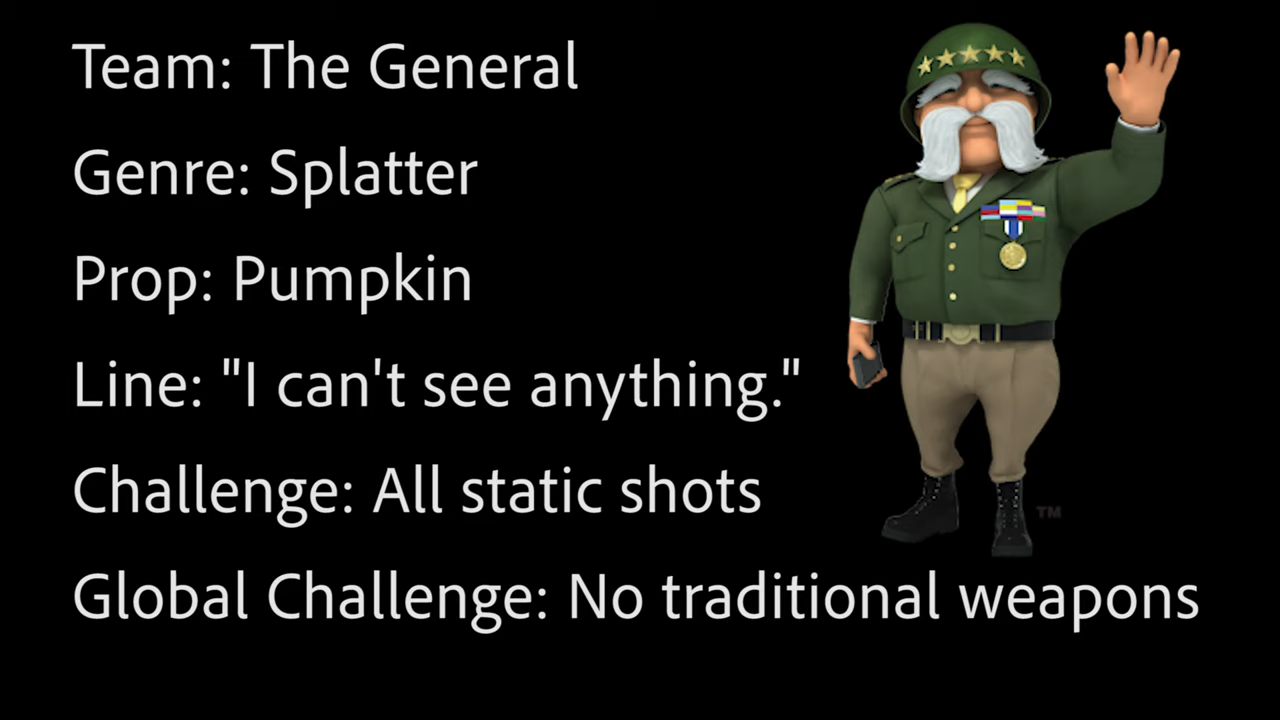 Team: The General
Genre: Splatter
Prop: Pumpkin
Line: "I can't see anything."
Challenge: All static shots
TM
Global Challenge: No traditional weapons